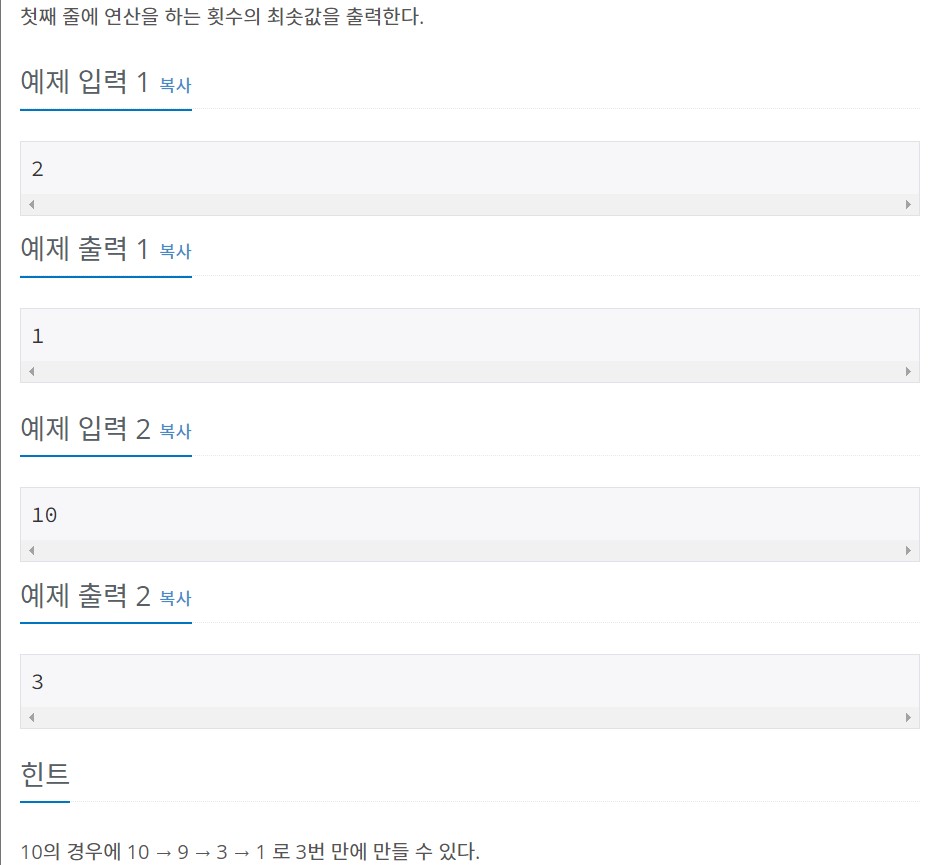 첫째 줄에 연산을 하는 횟수의 최솟값을 출력한다.
예제 입력 1 복사
2
예제 출력 1 복사
1
예제 입력 2 복사
10
예제 출력 2 복사
3
힌트
10의 경우에 10 → 9 → 3 → 1 로 3번 만에 만들 수 있다.